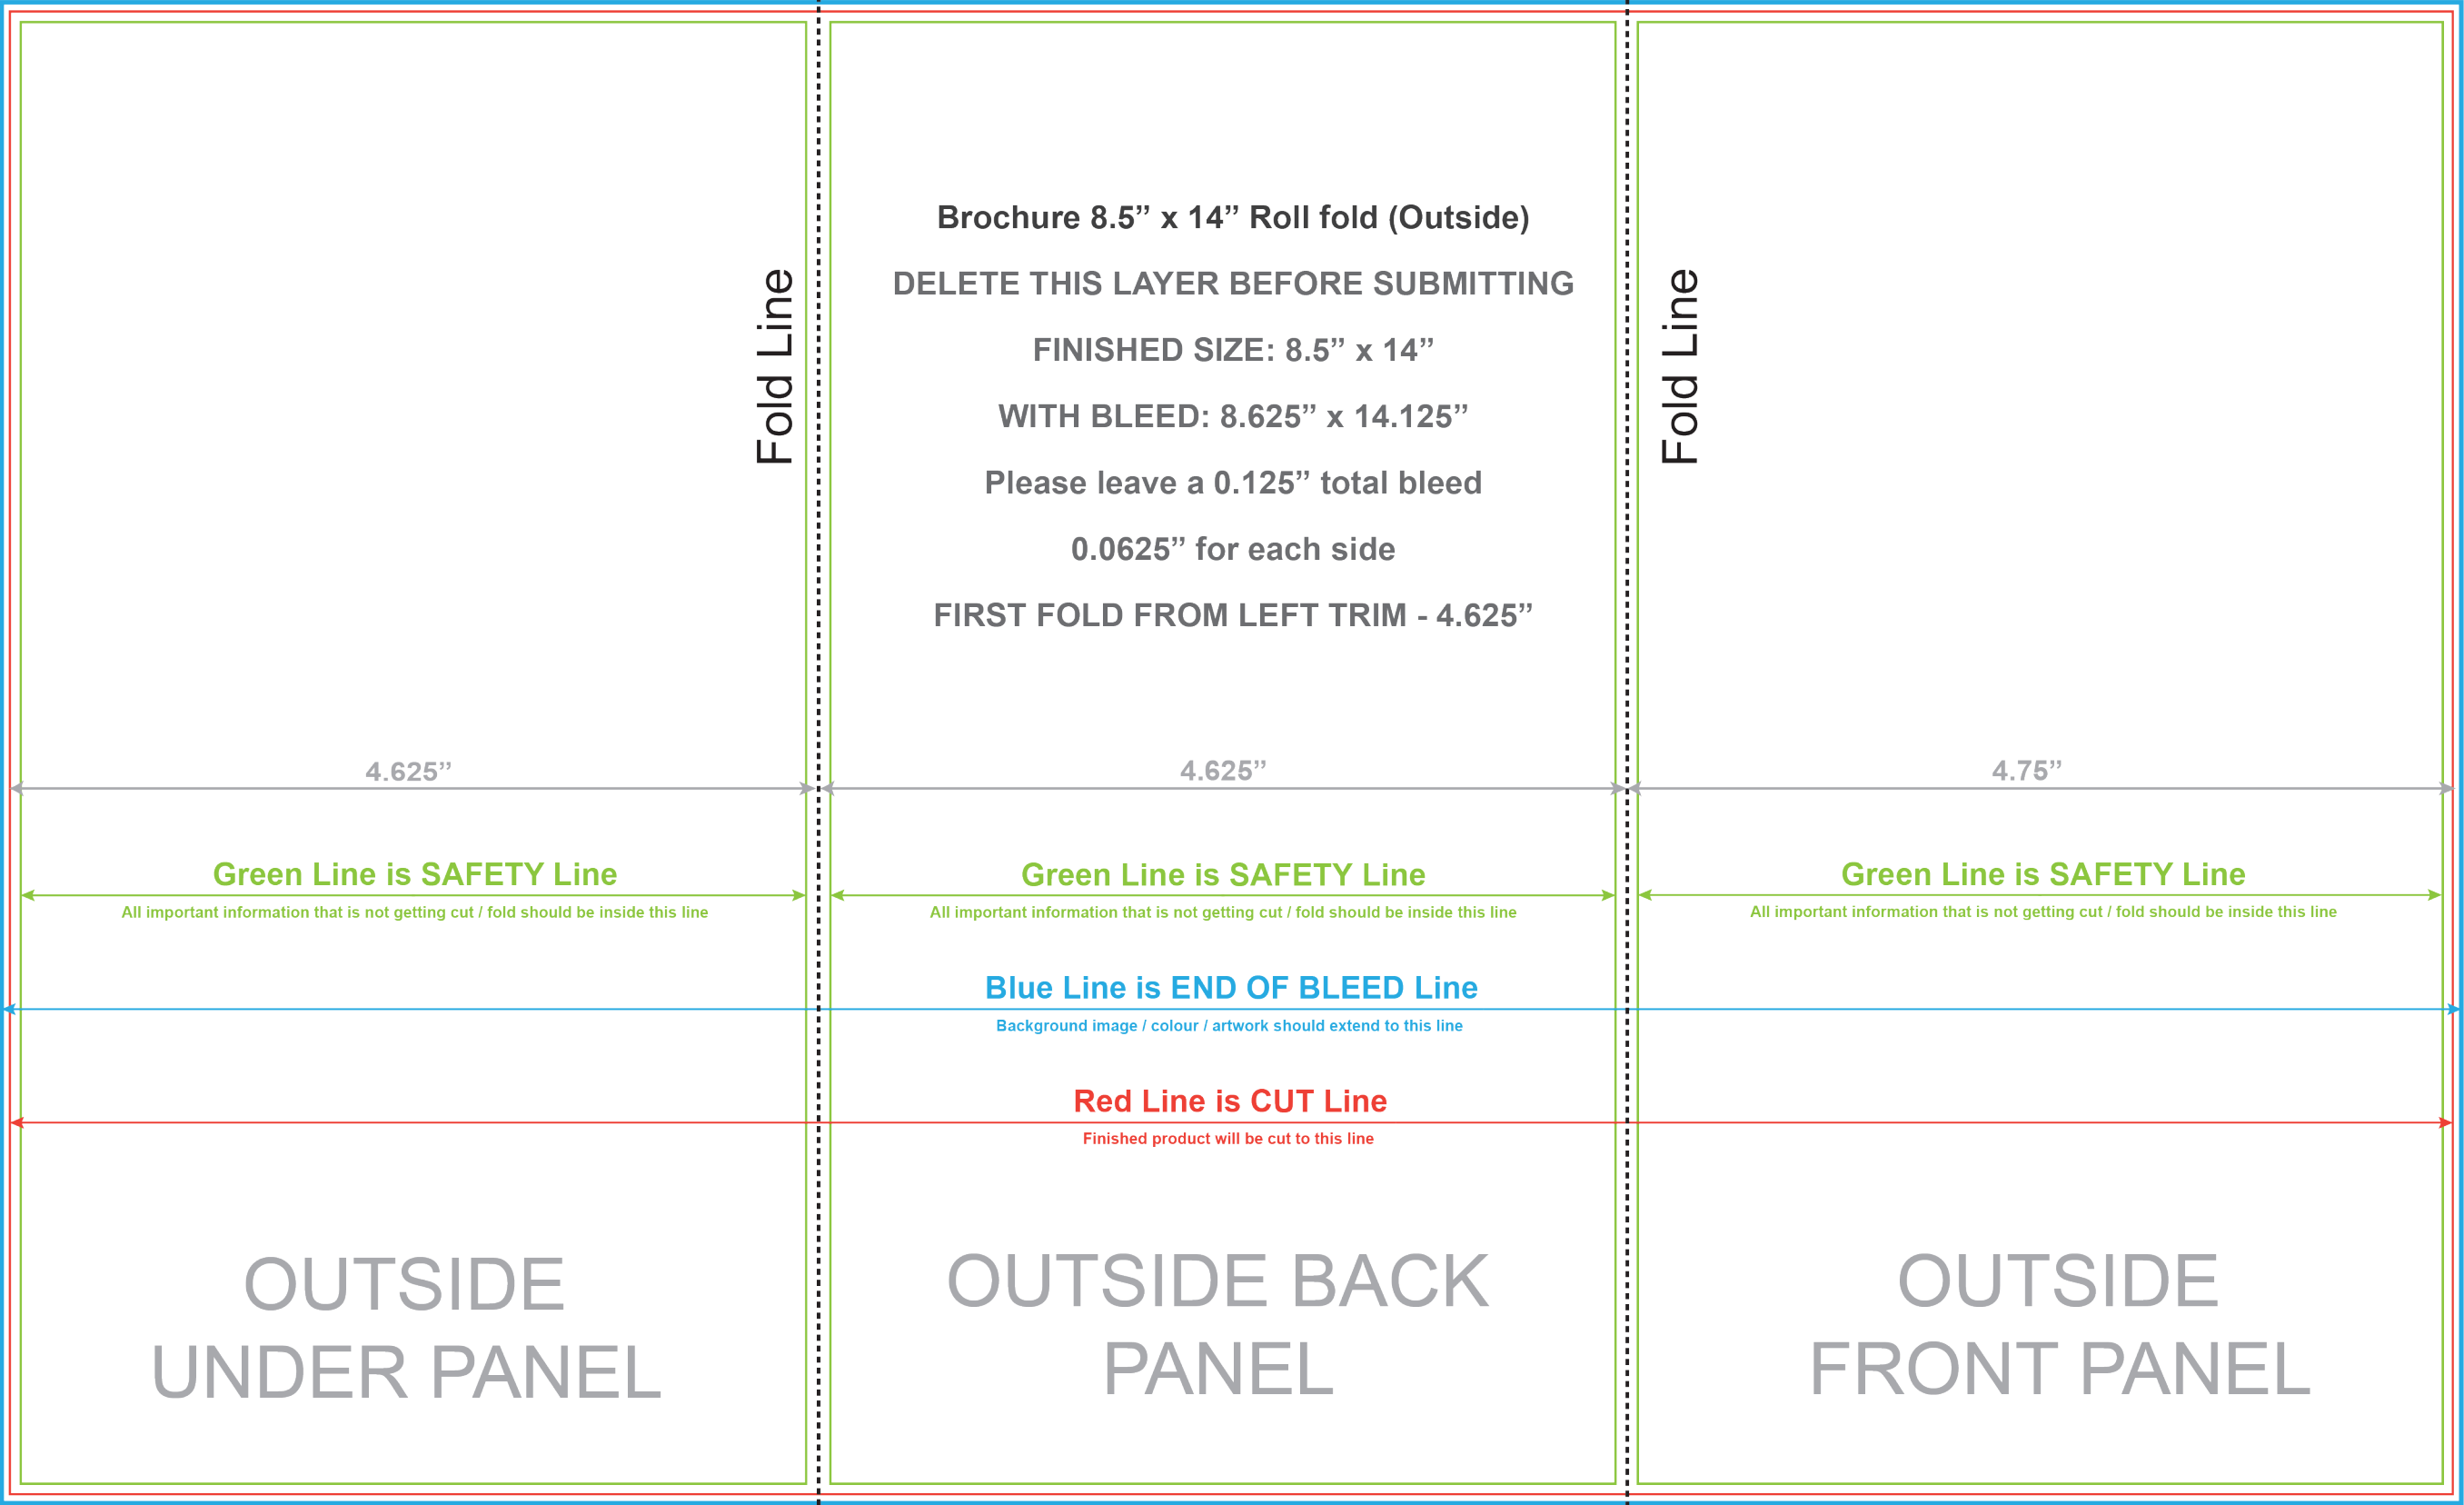 Brochure 8.5” x 14” Roll fold (Outside)
DELETE THIS LAYER BEFORE SUBMITTING
FINISHED SIZE: 8.5” x 14”
WITH BLEED: 8.625” x 14.125”
Please leave a 0.125” total bleed
0.0625” for each side
FIRST FOLD FROM LEFT TRIM - 4.625”
Fold Line
Fold Line
4.625”
4.625”
4.75”
Green Line is SAFETY Line
All important information that is not getting cut / fold should be inside this line
Green Line is SAFETY Line
All important information that is not getting cut / fold should be inside this line
Green Line is SAFETY Line
All important information that is not getting cut / fold should be inside this line
Blue Line is END OF BLEED Line
Background image / colour / artwork should extend to this line
Red Line is CUT Line
Finished product will be cut to this line
OUTSIDE
UNDER PANEL
OUTSIDE BACK
PANEL
OUTSIDE
FRONT PANEL